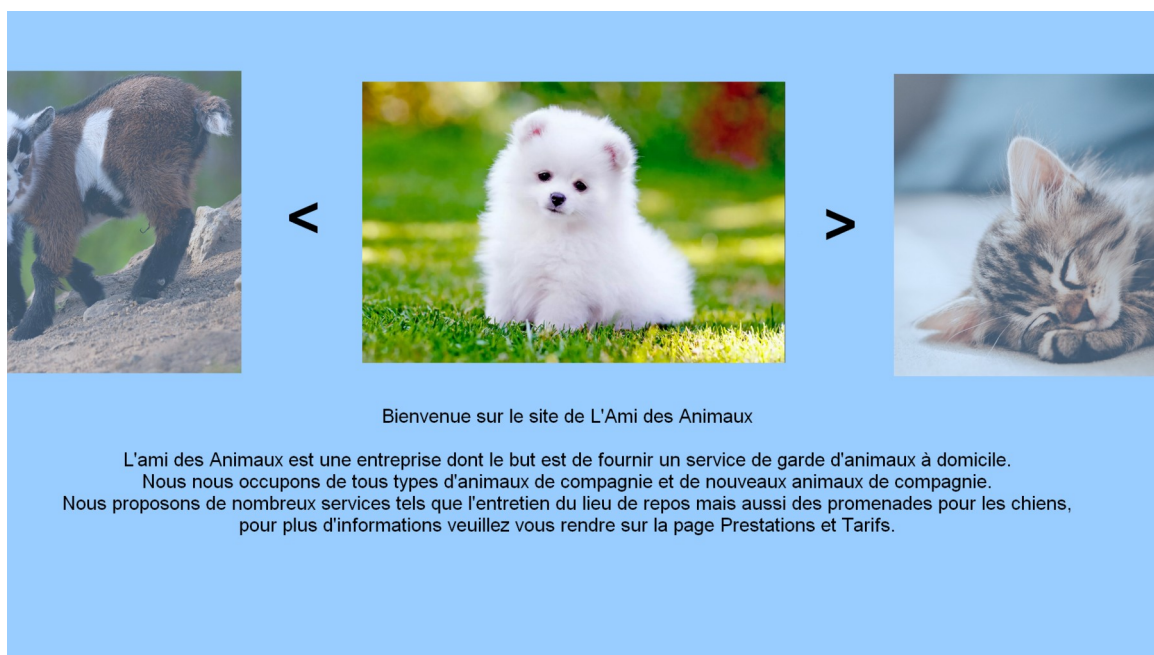 < >
Bienvenue sur le site de L'Ami des Animaux
L'ami des Animaux est une entreprise dont le but est de fournir un service de garde d'animaux à domicile.
Nous nous occupons de tous types d'animaux de compagnie et de nouveaux animaux de compagnie.
Nous proposons de nombreux services tels que l'entretien du lieu de repos mais aussi des promenades pour les chiens,
pour plus d'informations veuillez vous rendre sur la page Prestations et Tarifs.